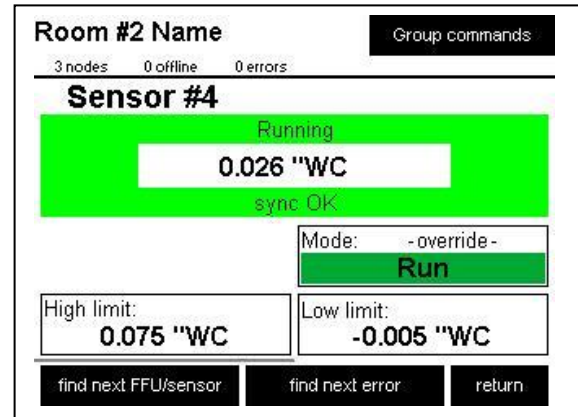 Room #2 Name
Group commands
3 nodes 0 offline 0 errors
Sensor #4
Running
0.026 "WC
sync OK
Mode: -override-
Run
High limit:
0.075 "WC
Low limit:
-0.005 "WC
find next FFU/sensor find next error return